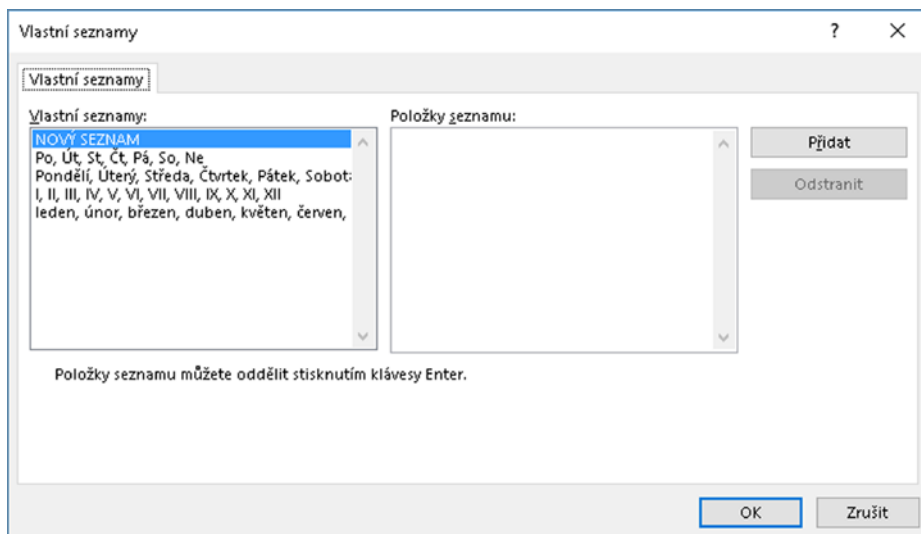 Vlastní seznamy
Vlastní seznamy
Vlastní seznamy:
NOVÝ SEZNAM
Po, Út, St, Čt, Pá, So, Ne
Pondělí, Úterý, Středa, Čtvrtek, Pátek, Sobot
I, II, III, IV, V, VI, VII, VIII, IX, X, XI, XII
leden, únor, březen, duben, květen, červen,
Položky seznamu:
Přidat
Odstranit
Položky seznamu můžete oddělit stisknutím klávesy Enter.
OK
Zrušit